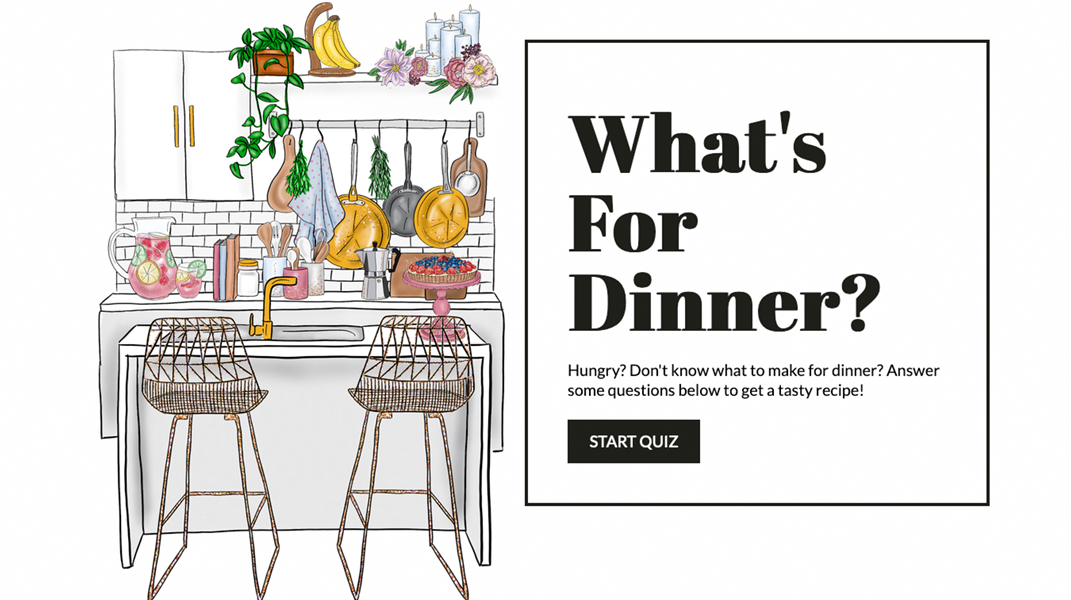 What's
For
Dinner?
Hungry? Don't know what to make for dinner? Answer
some questions below to get a tasty recipe!
START QUIZ